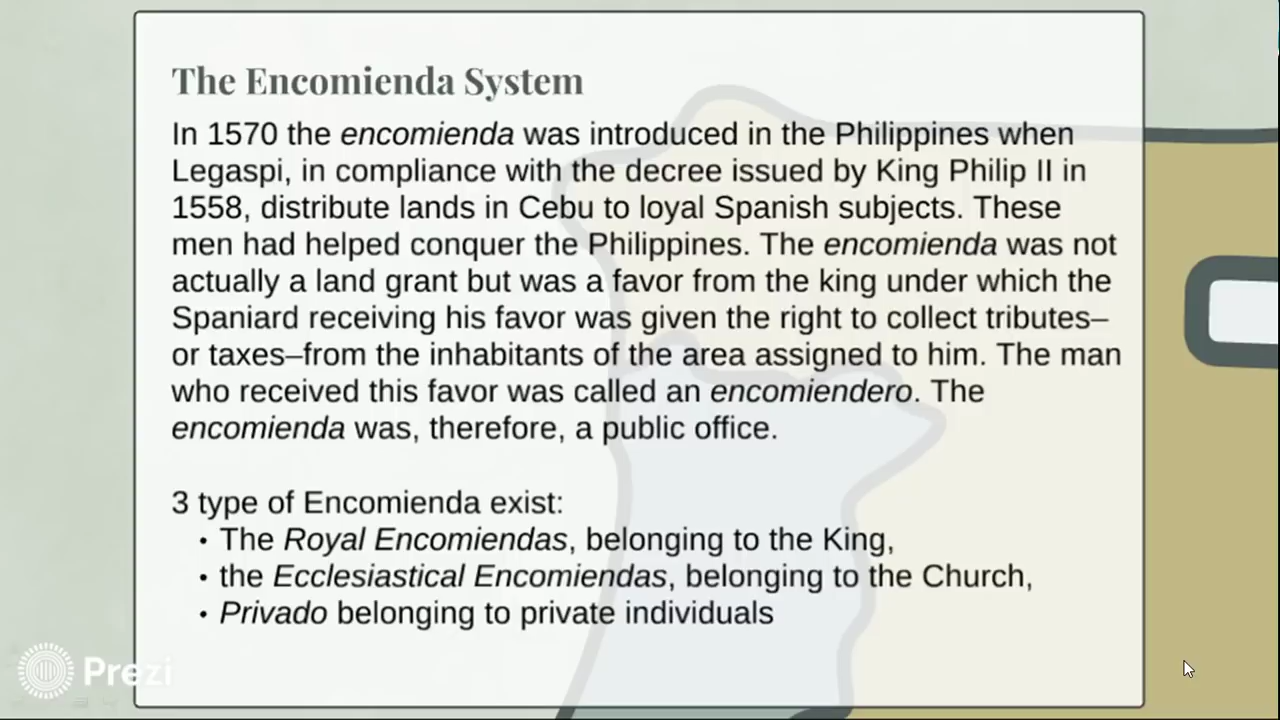 The Encomienda System
In 1570 the encomienda was introduced in the Philippines when
Legaspi, in compliance with the decree issued by King Philip II in
1558, distribute lands in Cebu to loyal Spanish subjects. These
men had helped conquer the Philippines. The encomienda was not
actually a land grant but was a favor from the king under which the
Spaniard receiving his favor was given the right to collect tributes–
or taxes–from the inhabitants of the area assigned to him. The man
who received this favor was called an encomiendero. The
encomienda was, therefore, a public office.
3 type of Encomienda exist:
• The Royal Encomiendas, belonging to the King,
• the Ecclesiastical Encomiendas, belonging to the Church,
• Privado belonging to private individuals
Prezi